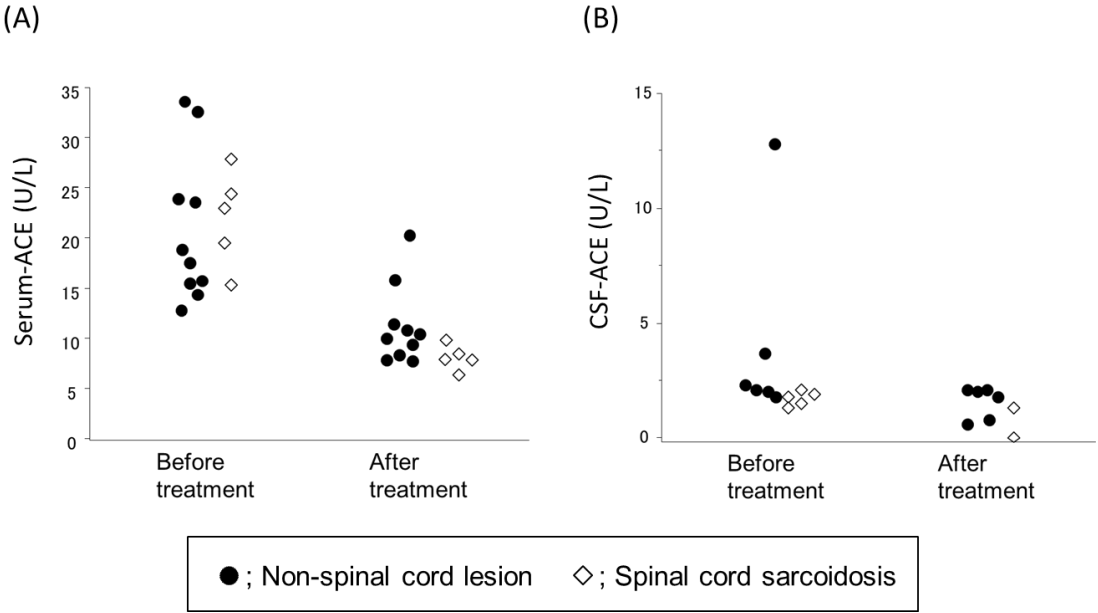 (A)
Serum-ACE (U/L)
35
30
25
20
15
10
5
0
Before
treatment
After
treatment
(B)
CSF-ACE (U/L)
15
10
5
0
Before
treatment
After
treatment
; Non-spinal cord lesion
; Spinal cord sarcoidosis